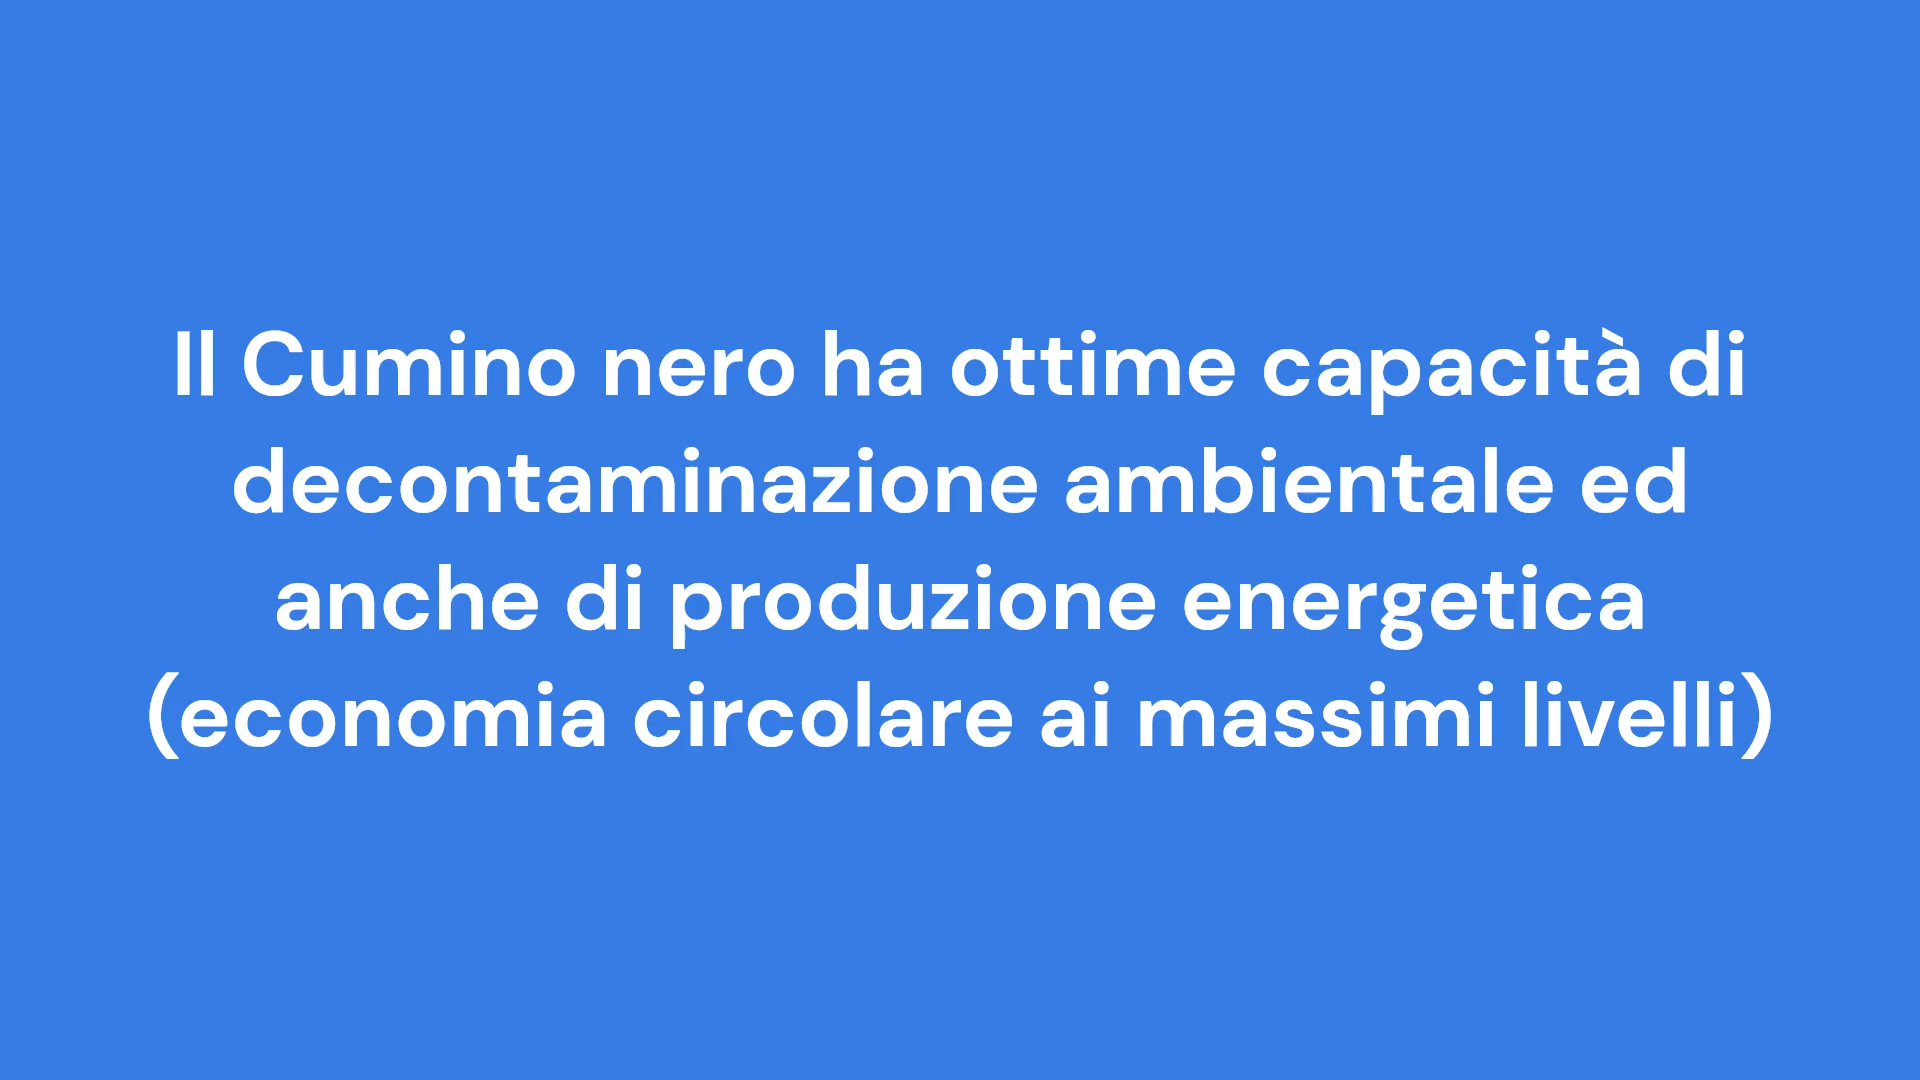 Il Cumino nero ha ottime capacità di
decontaminazione ambientale ed
anche di produzione energetica
(economia circolare ai massimi livelli)